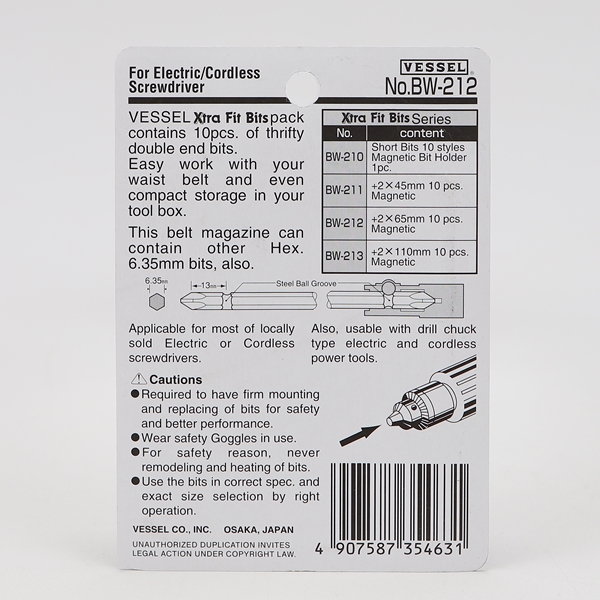 For Electric/Cordless
Screwdriver
VESSEL®
No.BW-212
VESSEL Xtra Fit Bits pack
contains 10pcs. of thrifty
double end bits.
Easy work with your
waist belt and even
compact storage in your
tool box.
This belt magazine can
contain other Hex.
6.35mm bits, also.
Xtra Fit Bits Series
No. content
BW-210 Short Bits 10 styles
Magnetic Bit Holder
1pc.
BW-211 +2×45mm 10 pcs.
Magnetic
BW-212 +2×65mm 10 pcs.
Magnetic
BW-213 +2×110mm 10 pcs.
Magnetic
6.35mm
13mm
Steel Ball Groove
Applicable for most of locally
sold Electric or Cordless
screwdrivers.
Also, usable with drill chuck
type electric and cordless
power tools.
⚠ Cautions
●Required to have firm mounting
and replacing of bits for safety
and better performance.
●Wear safety Goggles in use.
●For safety reason, never
remodeling and heating of bits.
●Use the bits in correct spec. and
exact size selection by right
operation.
VESSEL CO., INC. OSAKA, JAPAN
UNAUTHORIZED DUPLICATION INVITES
LEGAL ACTION UNDER COPYRIGHT LAW.
4 907587 354631